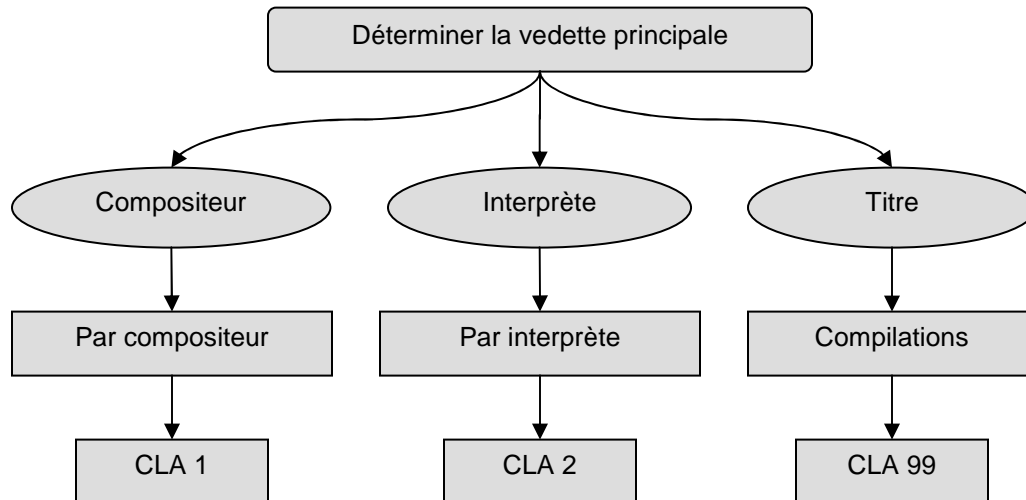 Déterminer la vedette principale
Compositeur
Interprète
Titre
Par compositeur
Par interprète
Compilations
CLA 1
CLA 2
CLA 99